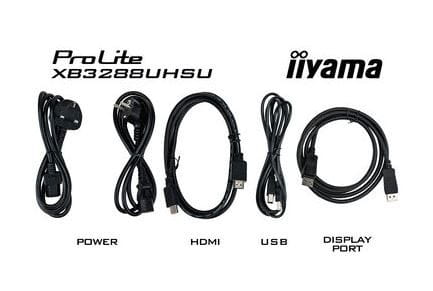 ProLite
XB3288UHSU
iiyama
POWER
HDMI
USB
DISPLAY
PORT